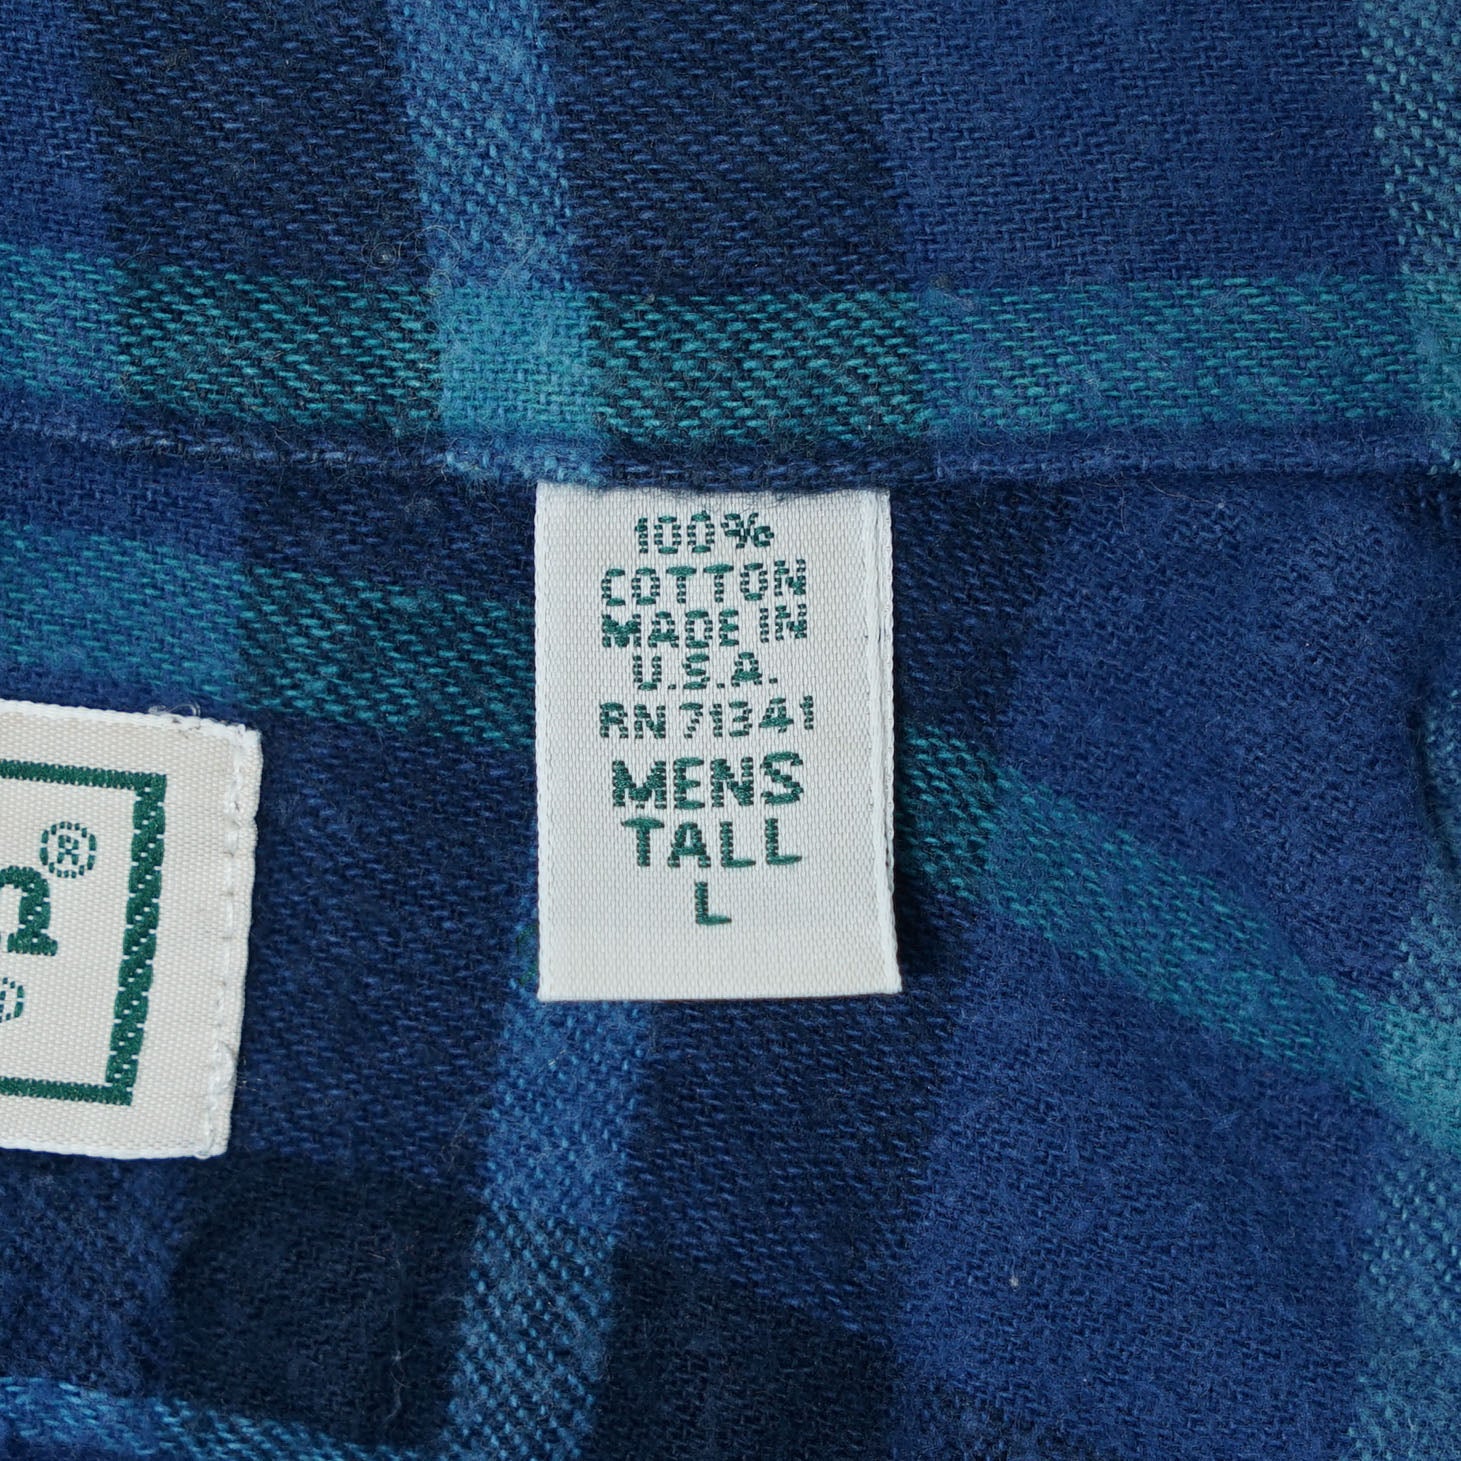 100%
COTTON
MADE IN
U.S.A.
RN 71341
MENS
TALL
L
n®
D